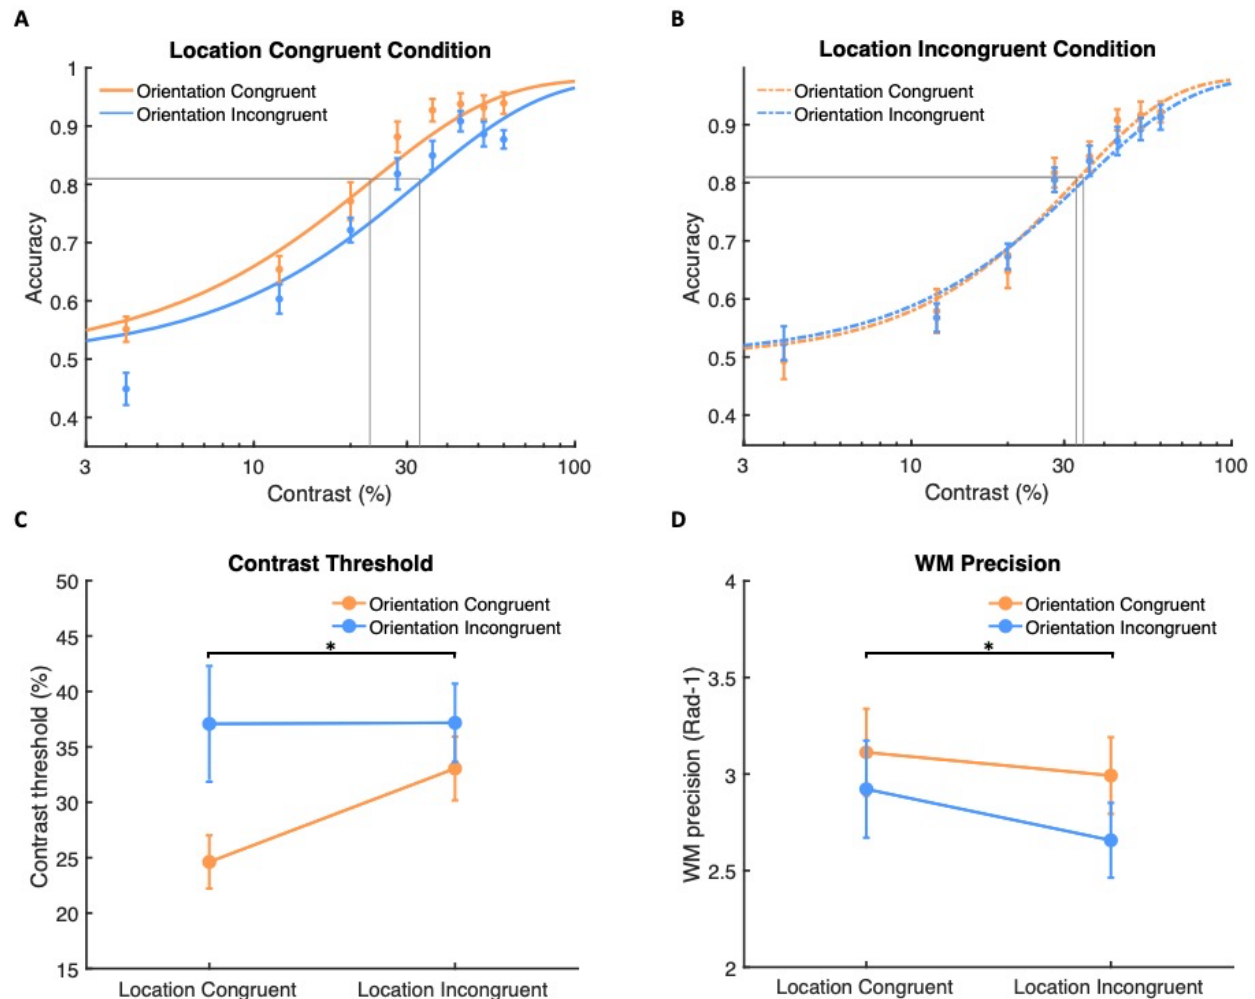 A
Location Congruent Condition
Orientation Congruent
Orientation Incongruent
1
0.9
0.8
0.7
0.6
0.5
0.4
Accuracy
3 10 30 100
Contrast (%)
B
Location Incongruent Condition
Orientation Congruent
Orientation Incongruent
0.9
0.8
0.7
0.6
0.5
0.4
Accuracy
3 10 30 100
Contrast (%)
C
Contrast Threshold
Orientation Congruent
Orientation Incongruent
*
50
45
40
35
30
25
20
15
Contrast threshold (%)
Location Congruent Location Incongruent
D
WM Precision
Orientation Congruent
Orientation Incongruent
*
4
3.5
3
2.5
2
WM precision (Rad-1)
Location Congruent Location Incongruent